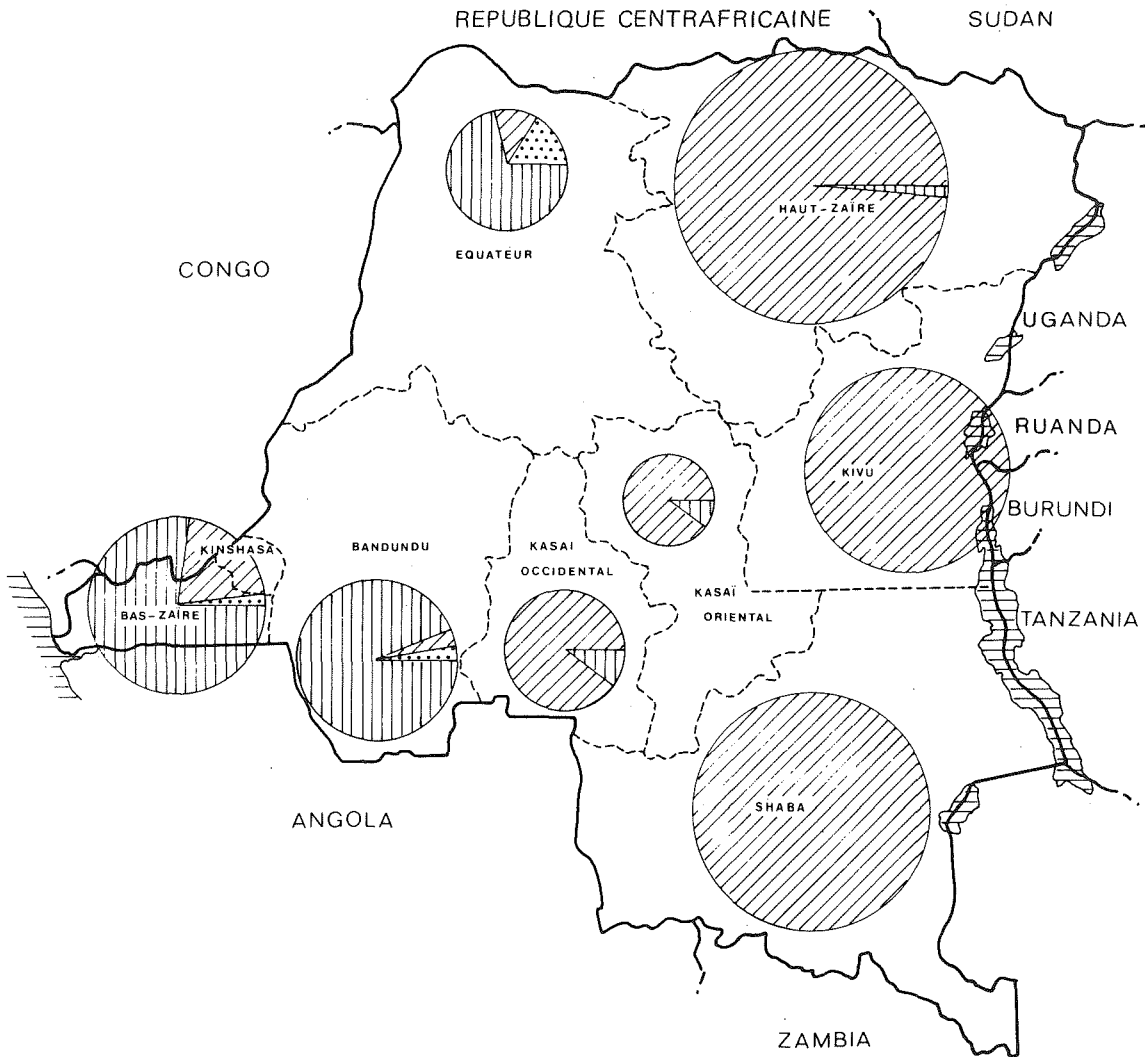 REPUBLIQUE CENTRAFRICAINE
SUDAN
HAUT-ZAÏRE
EQUATEUR
CONGO
UGANDA
RUANDA
KIVU
BURUNDI
KINSHASA
BANDUNDU
KASAI
OCCIDENTAL
KASAI
ORIENTAL
BAS-ZAÏRE
TANZANIA
SHABA
ANGOLA
ZAMBIA